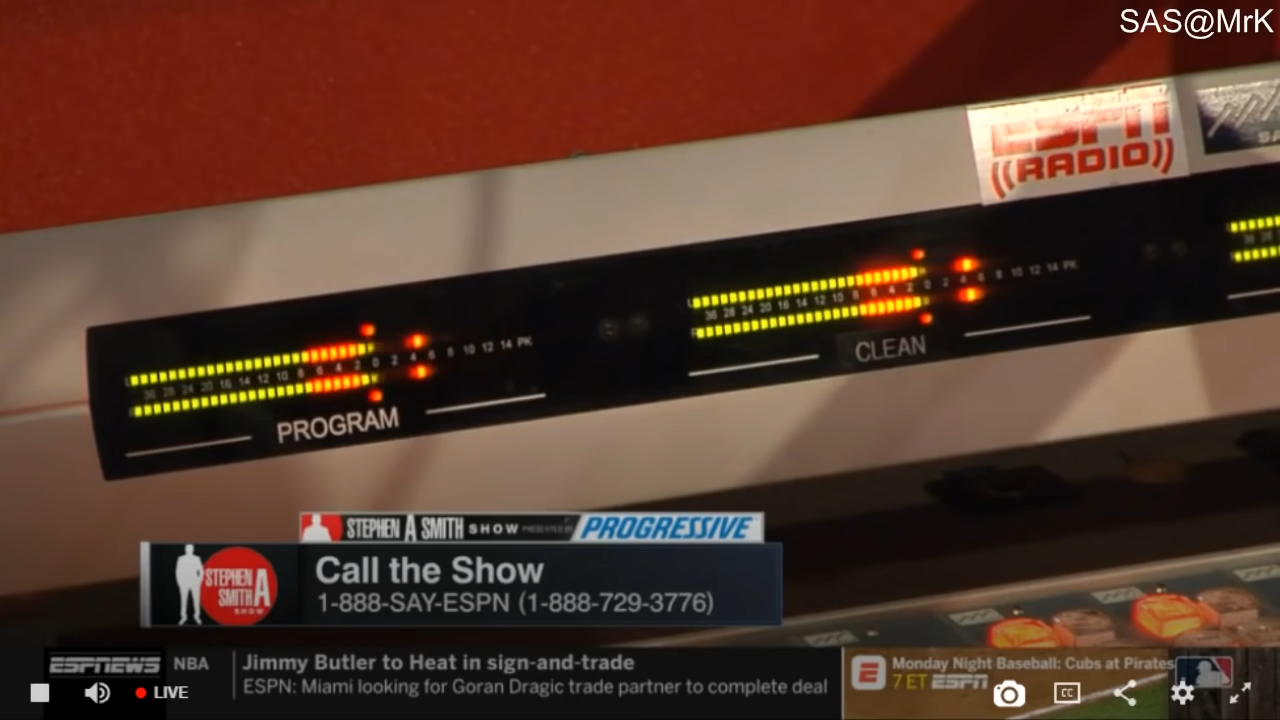 SAS@MrK
ESPN
((RADIO))
L 36 28 24 20 16 14 12 10 8 6 4 2 0 2 4 6 8 10 12 14 PK
PROGRAM
L 36 28 24 20 16 14 12 10 8 6 4 2 0 2 4 6 8 10 12 14 PK
R
CLEAN
STEPHEN A SMITH SHOW PRESENTED BY PROGRESSIVE
STEPHEN A SMITH SHOW
Call the Show
1-888-SAY-ESPN (1-888-729-3776)
ESPNEWS
NBA
Jimmy Butler to Heat in sign-and-trade
ESPN: Miami looking for Goran Dragic trade partner to complete deal
E
Monday Night Baseball: Cubs at Pirates
7 ET ESPN
LIVE
CC